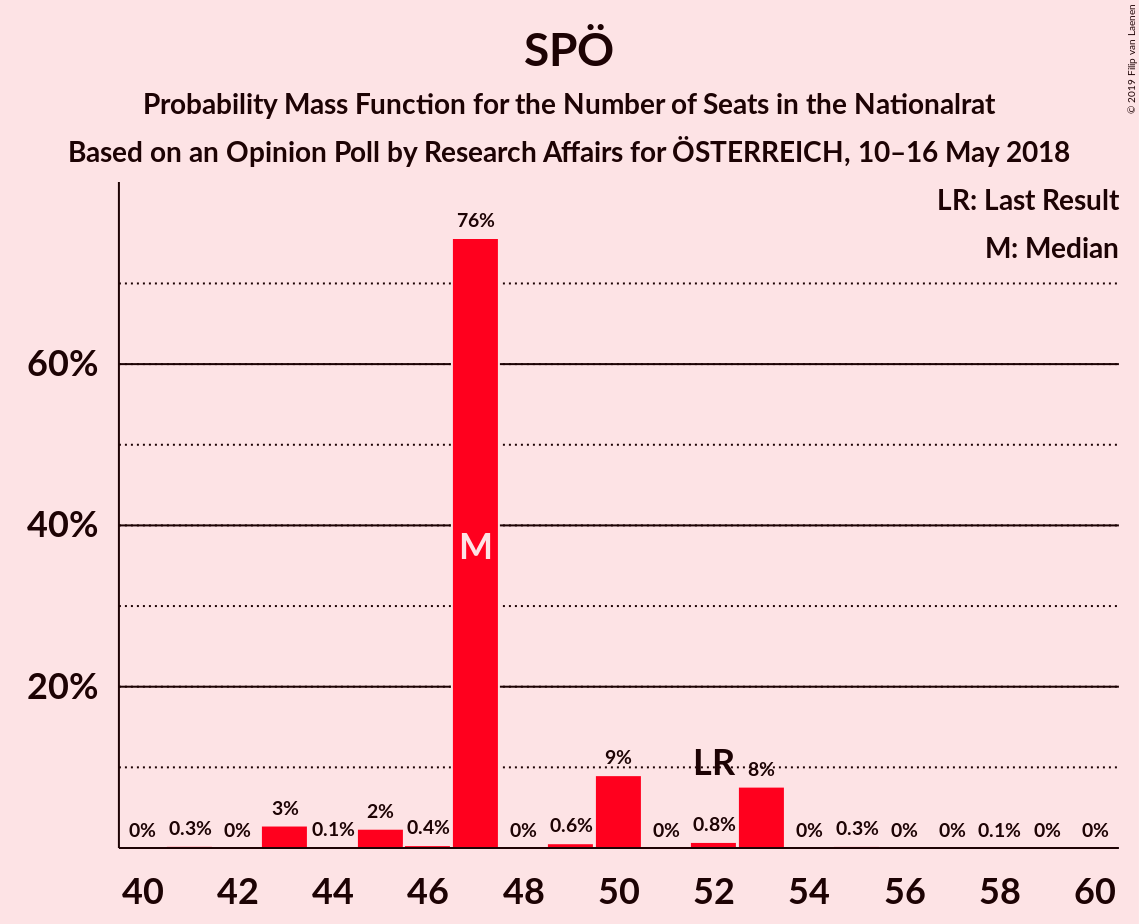 SPÖ
Probability Mass Function for the Number of Seats in the Nationalrat
Based on an Opinion Poll by Research Affairs for ÖSTERREICH, 10–16 May 2018
© 2019 Filip van Laenen
LR: Last Result
M: Median
76%
60%
40%
M
20%
LR
9%
8%
3%
2%
0% 0.3% 0% 0.1% 0.4% 0% 0.6% 0% 0.8% 0% 0.3% 0% 0% 0.1% 0% 0%
40 42 44 46 48 50 52 54 56 58 60